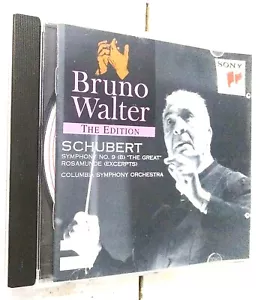 Bruno
Walter
THE EDITION
SONY
SCHUBERT
SYMPHONY NO. 9 (8) "THE GREAT"
ROSAMUNDE (EXCERPTS)
COLUMBIA SYMPHONY ORCHESTRA